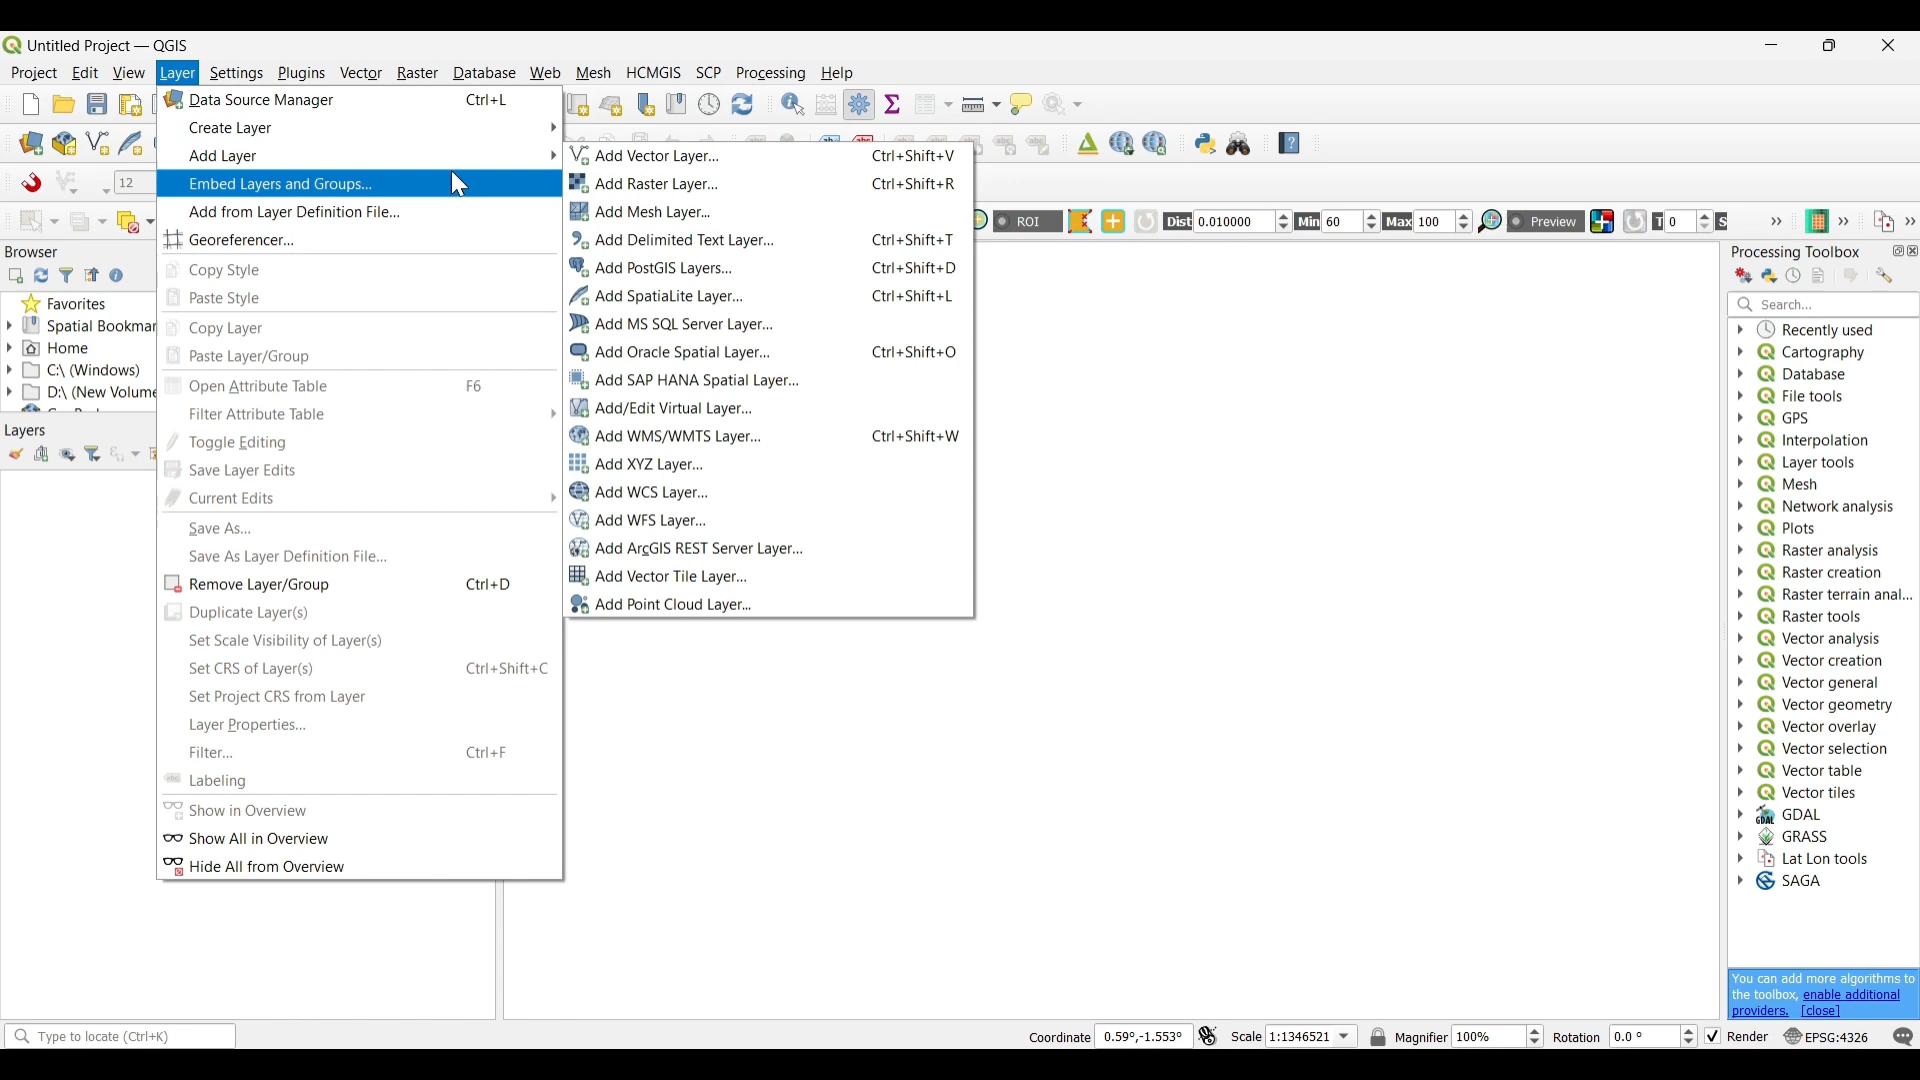 Untitled Project — QGIS
Project Edit View Layer Settings Plugins Vector Raster Database Web Mesh HCMGIS SCP Processing Help
Data Source Manager Ctrl+L
Create Layer
Add Layer
Embed Layers and Groups...
Add from Layer Definition File...
Georeferencer...
Copy Style
Paste Style
Copy Layer
Paste Layer/Group
Open Attribute Table F6
Filter Attribute Table
Toggle Editing
Save Layer Edits
Current Edits
Save As...
Save As Layer Definition File...
Remove Layer/Group Ctrl+D
Duplicate Layer(s)
Set Scale Visibility of Layer(s)
Set CRS of Layer(s) Ctrl+Shift+C
Set Project CRS from Layer
Layer Properties...
Filter... Ctrl+F
Labeling
Show in Overview
Show All in Overview
Hide All from Overview
Add Vector Layer... Ctrl+Shift+V
Add Raster Layer... Ctrl+Shift+R
Add Mesh Layer...
Add Delimited Text Layer... Ctrl+Shift+T
Add PostGIS Layers... Ctrl+Shift+D
Add SpatiaLite Layer... Ctrl+Shift+L
Add MS SQL Server Layer...
Add Oracle Spatial Layer... Ctrl+Shift+O
Add SAP HANA Spatial Layer...
Add/Edit Virtual Layer...
Add WMS/WMTS Layer... Ctrl+Shift+W
Add XYZ Layer...
Add WCS Layer...
Add WFS Layer...
Add ArcGIS REST Server Layer...
Add Vector Tile Layer...
Add Point Cloud Layer...
12
ROI Dist 0.010000 Min 60 Max 100 Preview T 0 S
Browser
Favorites
Spatial Bookmar
Home
C:\ (Windows)
D:\ (New Volume
Layers
Processing Toolbox
Search...
Recently used
Cartography
Database
File tools
GPS
Interpolation
Layer tools
Mesh
Network analysis
Plots
Raster analysis
Raster creation
Raster terrain anal...
Raster tools
Vector analysis
Vector creation
Vector general
Vector geometry
Vector overlay
Vector selection
Vector table
Vector tiles
GDAL
GRASS
Lat Lon tools
SAGA
You can add more algorithms to
the toolbox, enable additional
providers. [close]
Type to locate (Ctrl+K)
Coordinate 0.59°,-1.553° Scale 1:1346521 Magnifier 100% Rotation 0.0 ° Render EPSG:4326